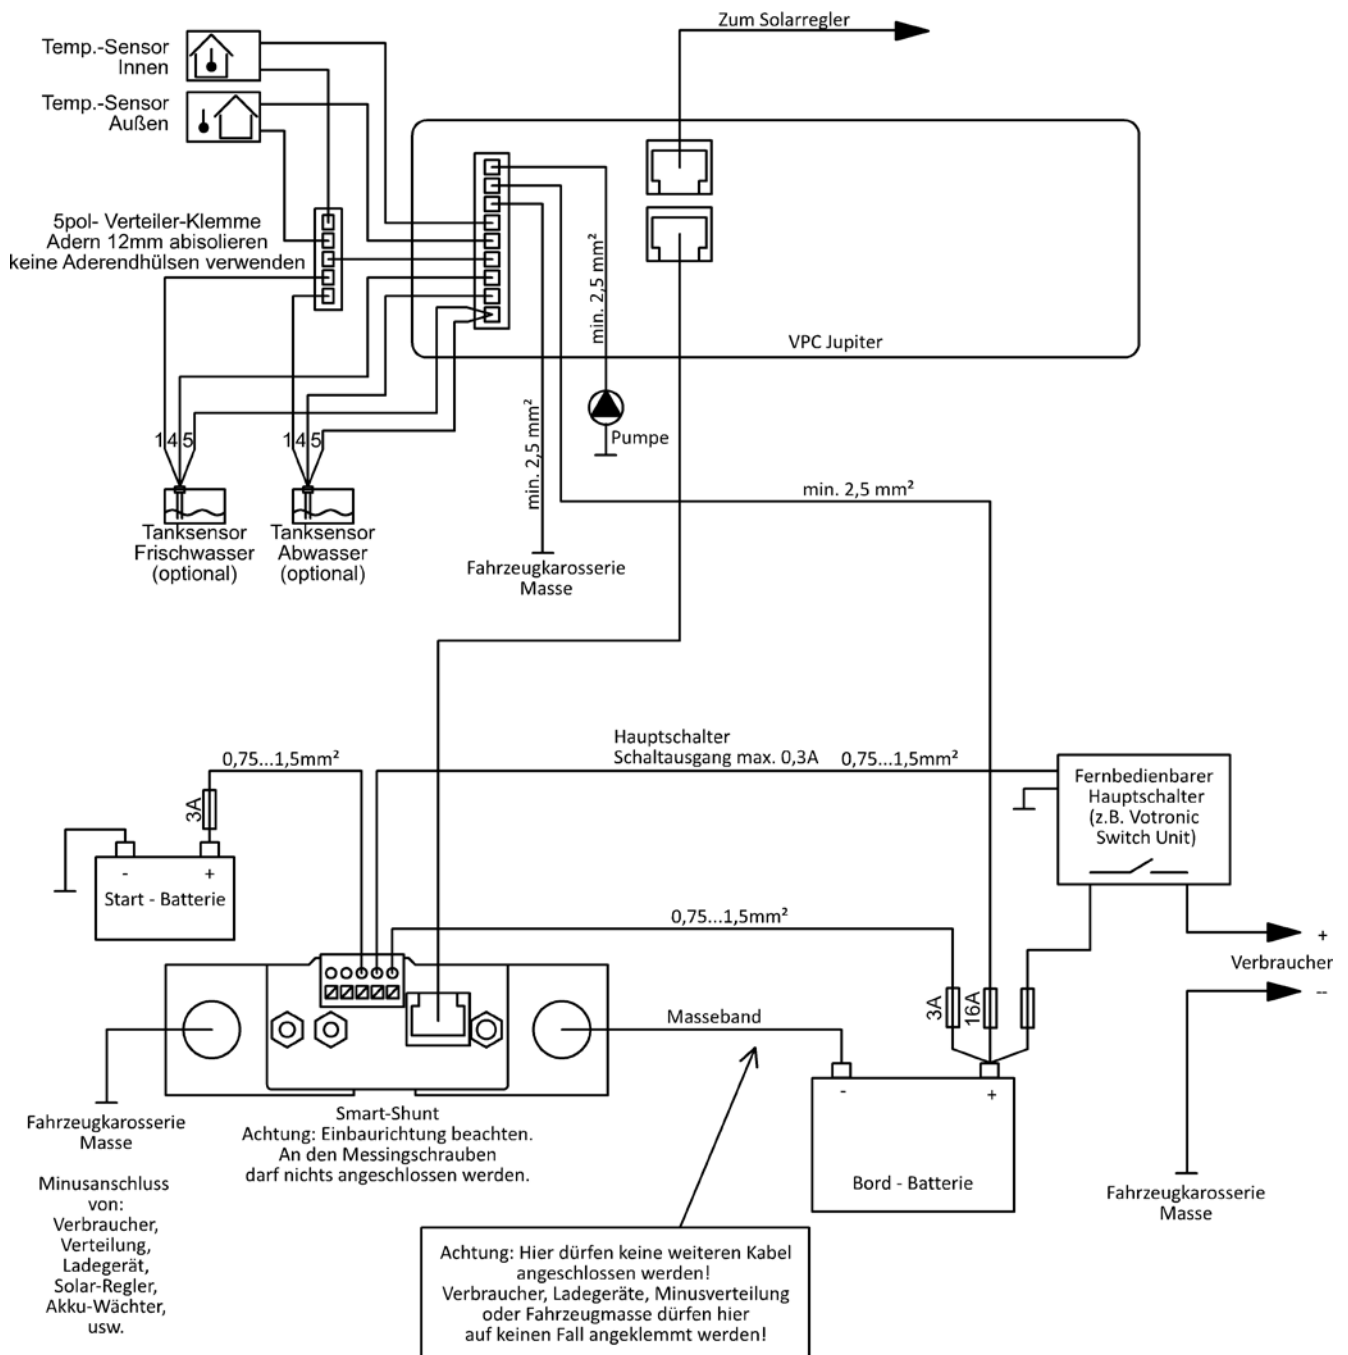 Zum Solarregler
Temp.-Sensor
Innen
Temp.-Sensor
Außen
5pol- Verteiler-Klemme
Adern 12mm abisolieren
keine Aderendhülsen verwenden
min. 2,5 mm²
VPC Jupiter
min. 2,5 mm²
Pumpe
145
145
min. 2,5 mm²
Tanksensor
Frischwasser
(optional)
Tanksensor
Abwasser
(optional)
Fahrzeugkarosserie
Masse
Hauptschalter
Schaltausgang max. 0,3A
0,75...1,5mm²
0,75...1,5mm²
3A
Fernbedienbarer
Hauptschalter
(z.B. Votronic
Switch Unit)
- +
Start - Batterie
0,75...1,5mm²
+
Verbraucher
--
3A
16A
Masseband
- +
Bord - Batterie
Fahrzeugkarosserie
Masse
Smart-Shunt
Achtung: Einbaurichtung beachten.
An den Messingschrauben
darf nichts angeschlossen werden.
Minusanschluss
von:
Verbraucher,
Verteilung,
Ladegerät,
Solar-Regler,
Akku-Wächter,
usw.
Fahrzeugkarosserie
Masse
Achtung: Hier dürfen keine weiteren Kabel
angeschlossen werden!
Verbraucher, Ladegeräte, Minusverteilung
oder Fahrzeugmasse dürfen hier
auf keinen Fall angeklemmt werden!